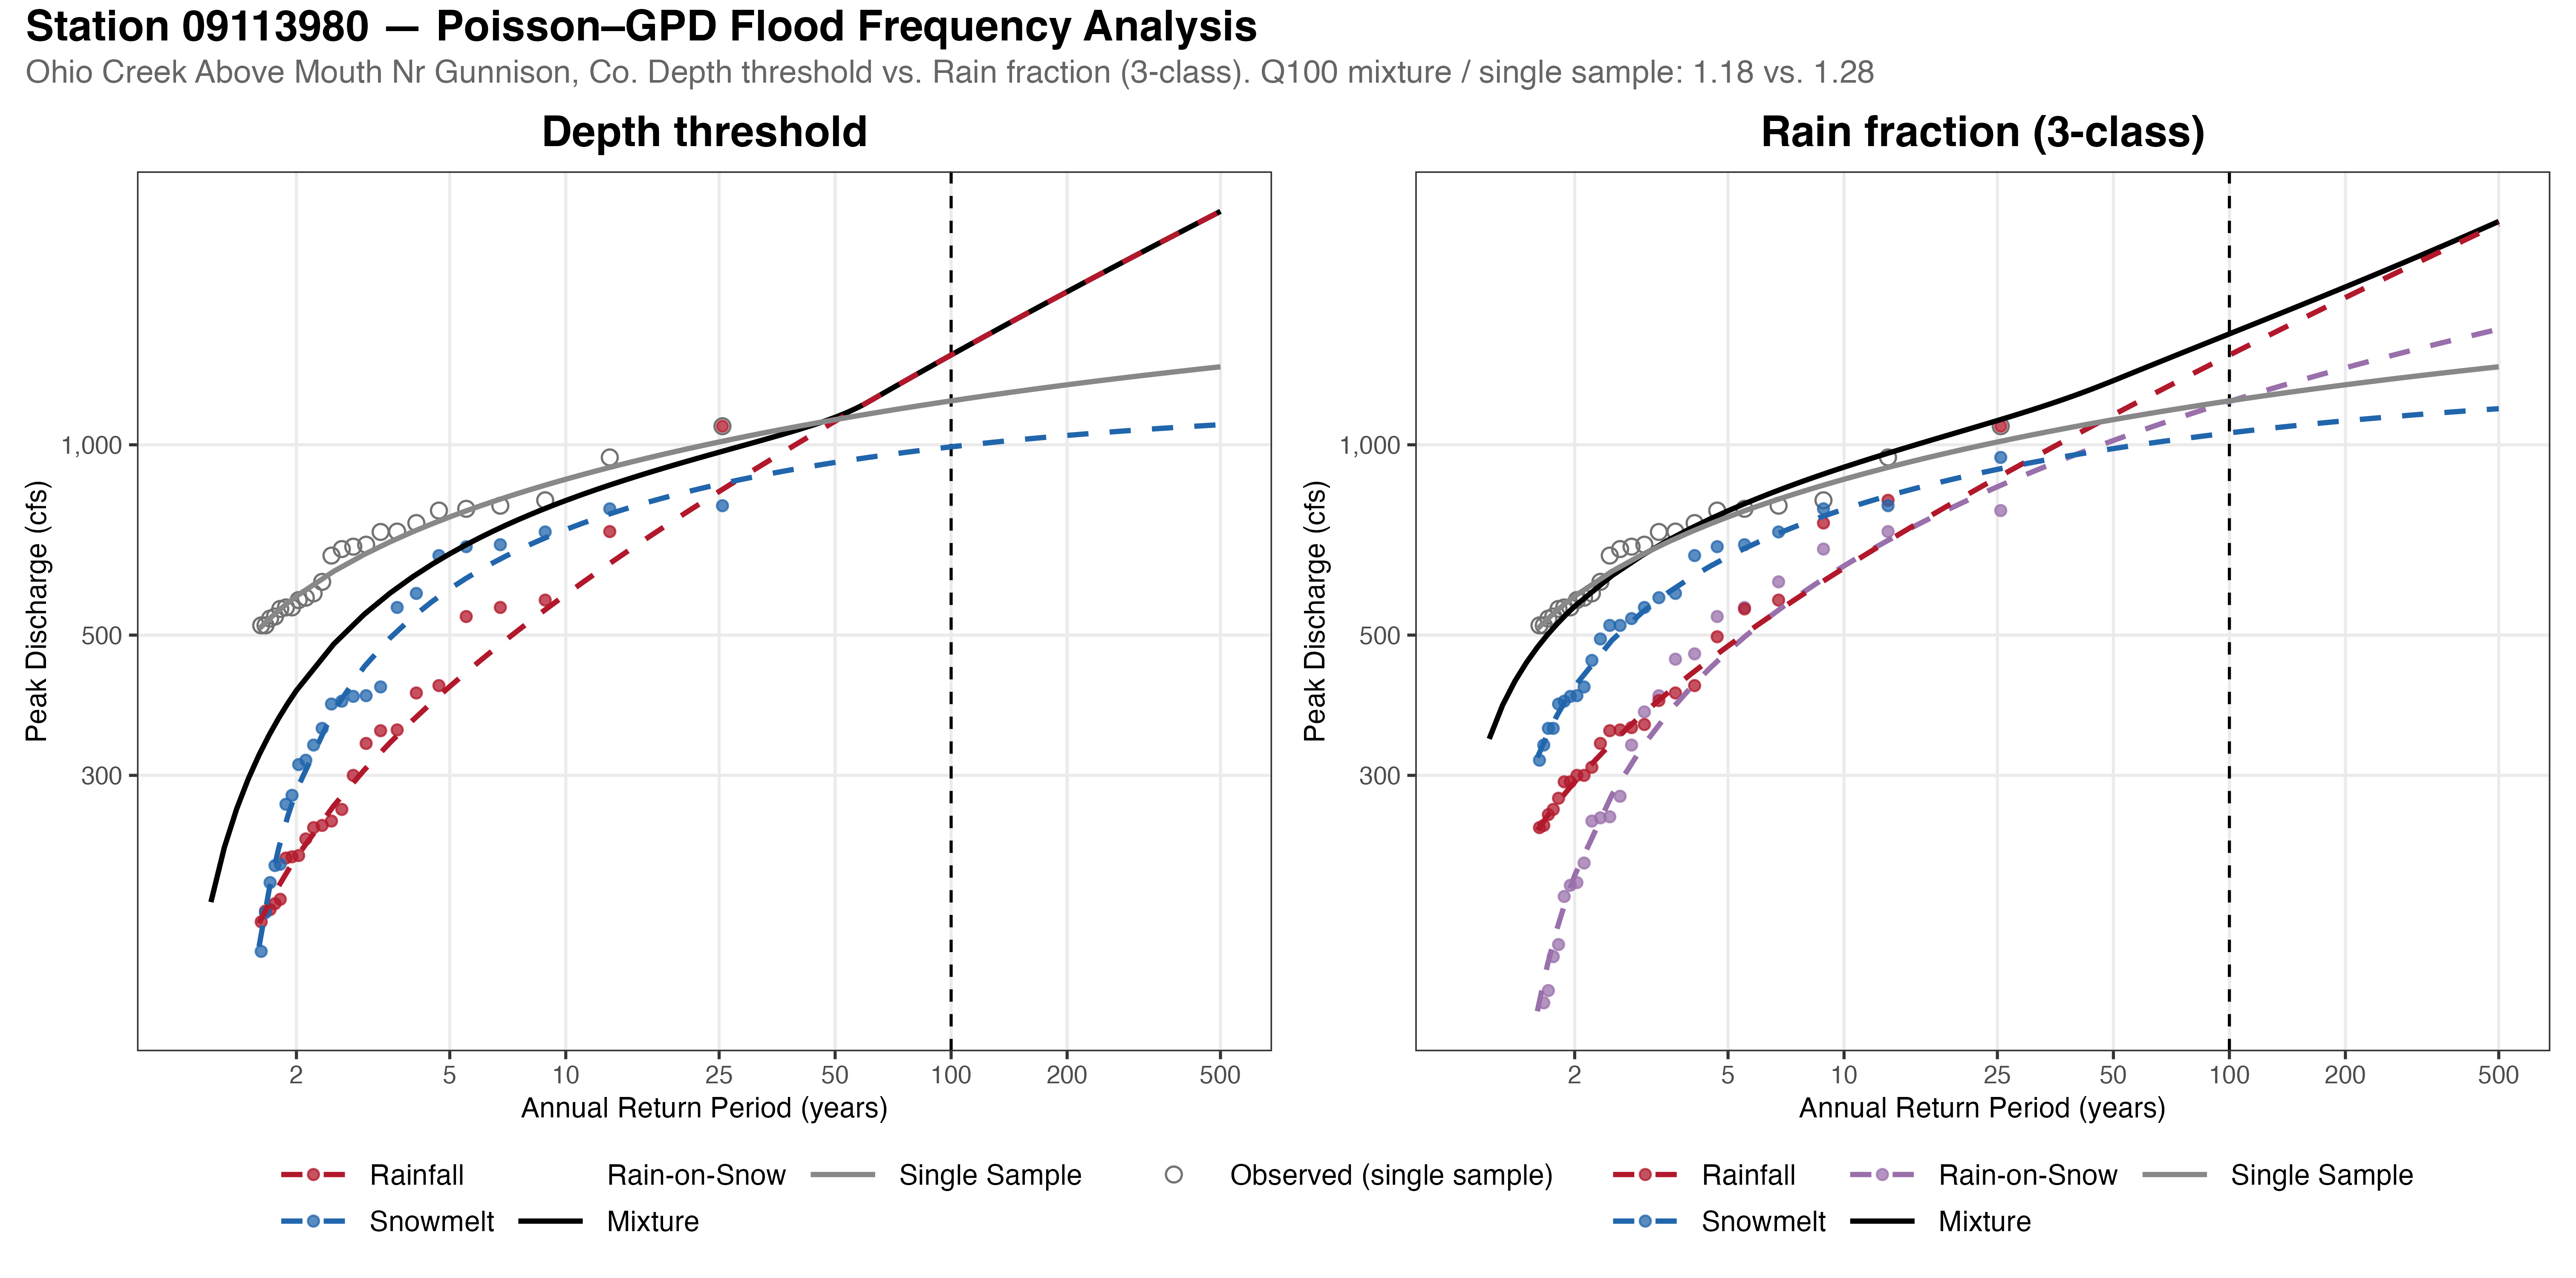 Station 09113980 — Poisson–GPD Flood Frequency Analysis
Ohio Creek Above Mouth Nr Gunnison, Co. Depth threshold vs. Rain fraction (3-class). Q100 mixture / single sample: 1.18 vs. 1.28
Depth threshold
Peak Discharge (cfs)
1,000
500
300
2 5 10 25 50 100 200 500
Annual Return Period (years)
Rain fraction (3-class)
Peak Discharge (cfs)
1,000
500
300
2 5 10 25 50 100 200 500
Annual Return Period (years)
Rainfall Rain-on-Snow Single Sample Observed (single sample) Rainfall Rain-on-Snow Single Sample
Snowmelt Mixture Snowmelt Mixture